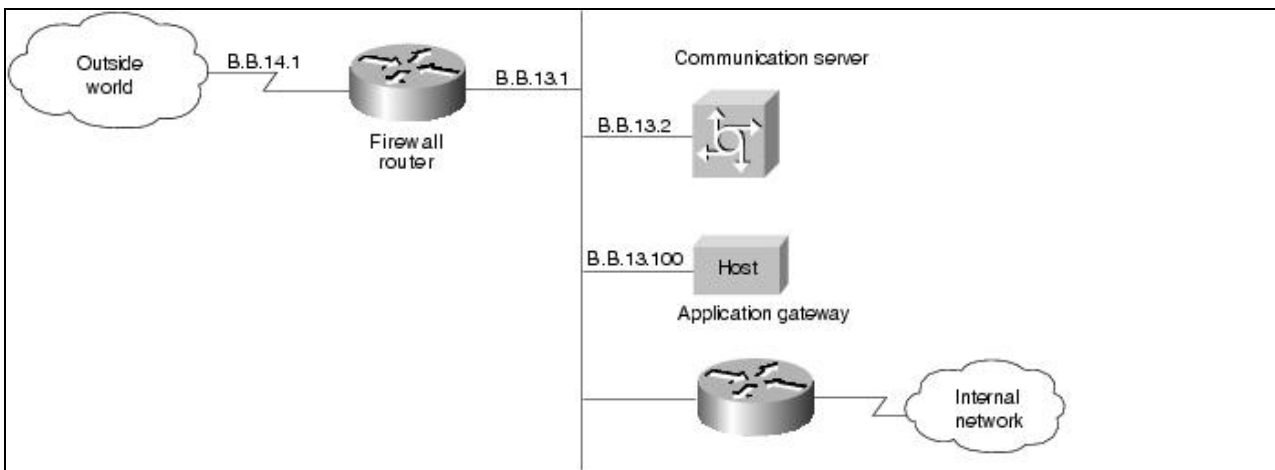 Outside
world
B.B.14.1
B.B.13.1
Firewall
router
Communication server
B.B.13.2
B.B.13.100
Host
Application gateway
Internal
network